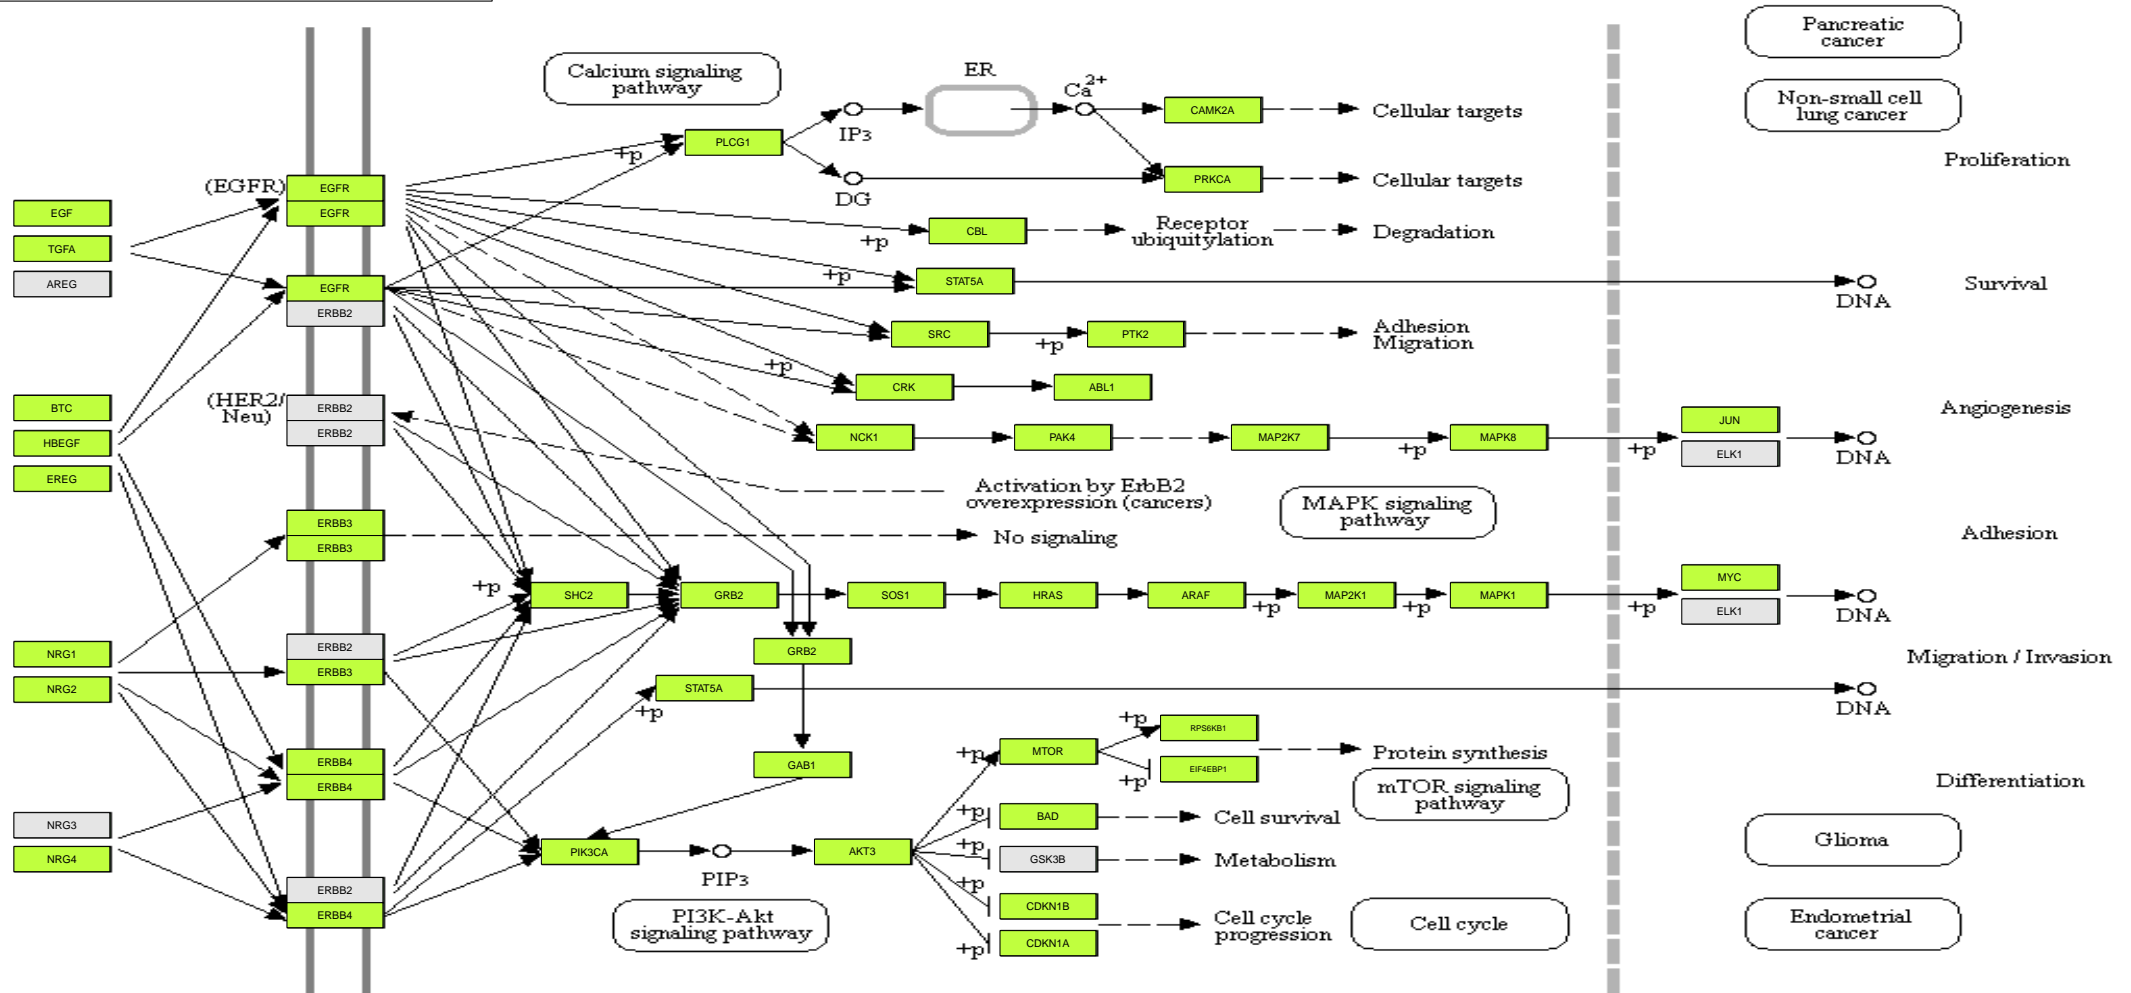 Pancreatic
cancer
Calcium signaling
pathway
ER
Ca2+
Non-small cell
lung cancer
CAMK2A
Cellular targets
IP3
PLCG1
+p
Proliferation
(EGFR)
EGFR
EGFR
PRKCA
Cellular targets
DG
EGF
TGFA
AREG
CBL
+p
Receptor
ubiquitylation
Degradation
EGFR
ERBB2
+p
STAT5A
DNA
Survival
SRC
+p
PTK2
Adhesion
Migration
+p
CRK
ABL1
BTC
HBEGF
EREG
(HER2/
Neu)
ERBB2
ERBB2
NCK1
PAK4
MAP2K7
+p
MAPK8
+p
JUN
ELK1
DNA
Angiogenesis
Activation by ErbB2
overexpression (cancers)
MAPK signaling
pathway
ERBB3
ERBB3
No signaling
Adhesion
+p
SHC2
GRB2
SOS1
HRAS
ARAF
+p
MAP2K1
+p
MAPK1
+p
MYC
ELK1
DNA
NRG1
NRG2
ERBB2
ERBB3
GRB2
Migration / Invasion
STAT5A
+p
DNA
ERBB4
ERBB4
GAB1
+p
MTOR
+p
RPS6KB1
+p
EIF4EBP1
Protein synthesis
mTOR signaling
pathway
Differentiation
NRG3
NRG4
+p
BAD
Cell survival
PIK3CA
PIP3
AKT3
+p
GSK3B
Metabolism
Glioma
ERBB2
ERBB4
PI3K-Akt
signaling pathway
+p
CDKN1B
+p
CDKN1A
Cell cycle
progression
Cell cycle
Endometrial
cancer